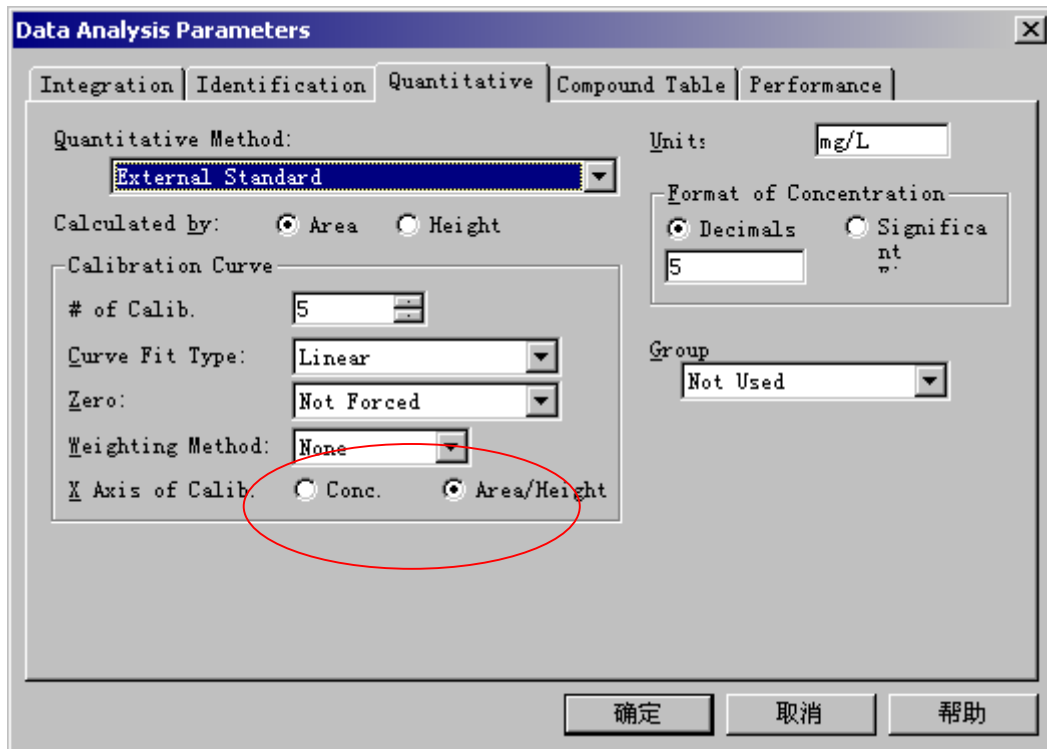 Data Analysis Parameters
Integration Identification Quantitative Compound Table Performance
Quantitative Method:
External Standard
Calculated by: Area Height
Calibration Curve
# of Calib. 5
Curve Fit Type: Linear
Zero: Not Forced
Weighting Method: None
X Axis of Calib. Conc. Area/Height
Unit: mg/L
Format of Concentration
Decimals Significa
nt
5
Group
Not Used
确定 取消 帮助